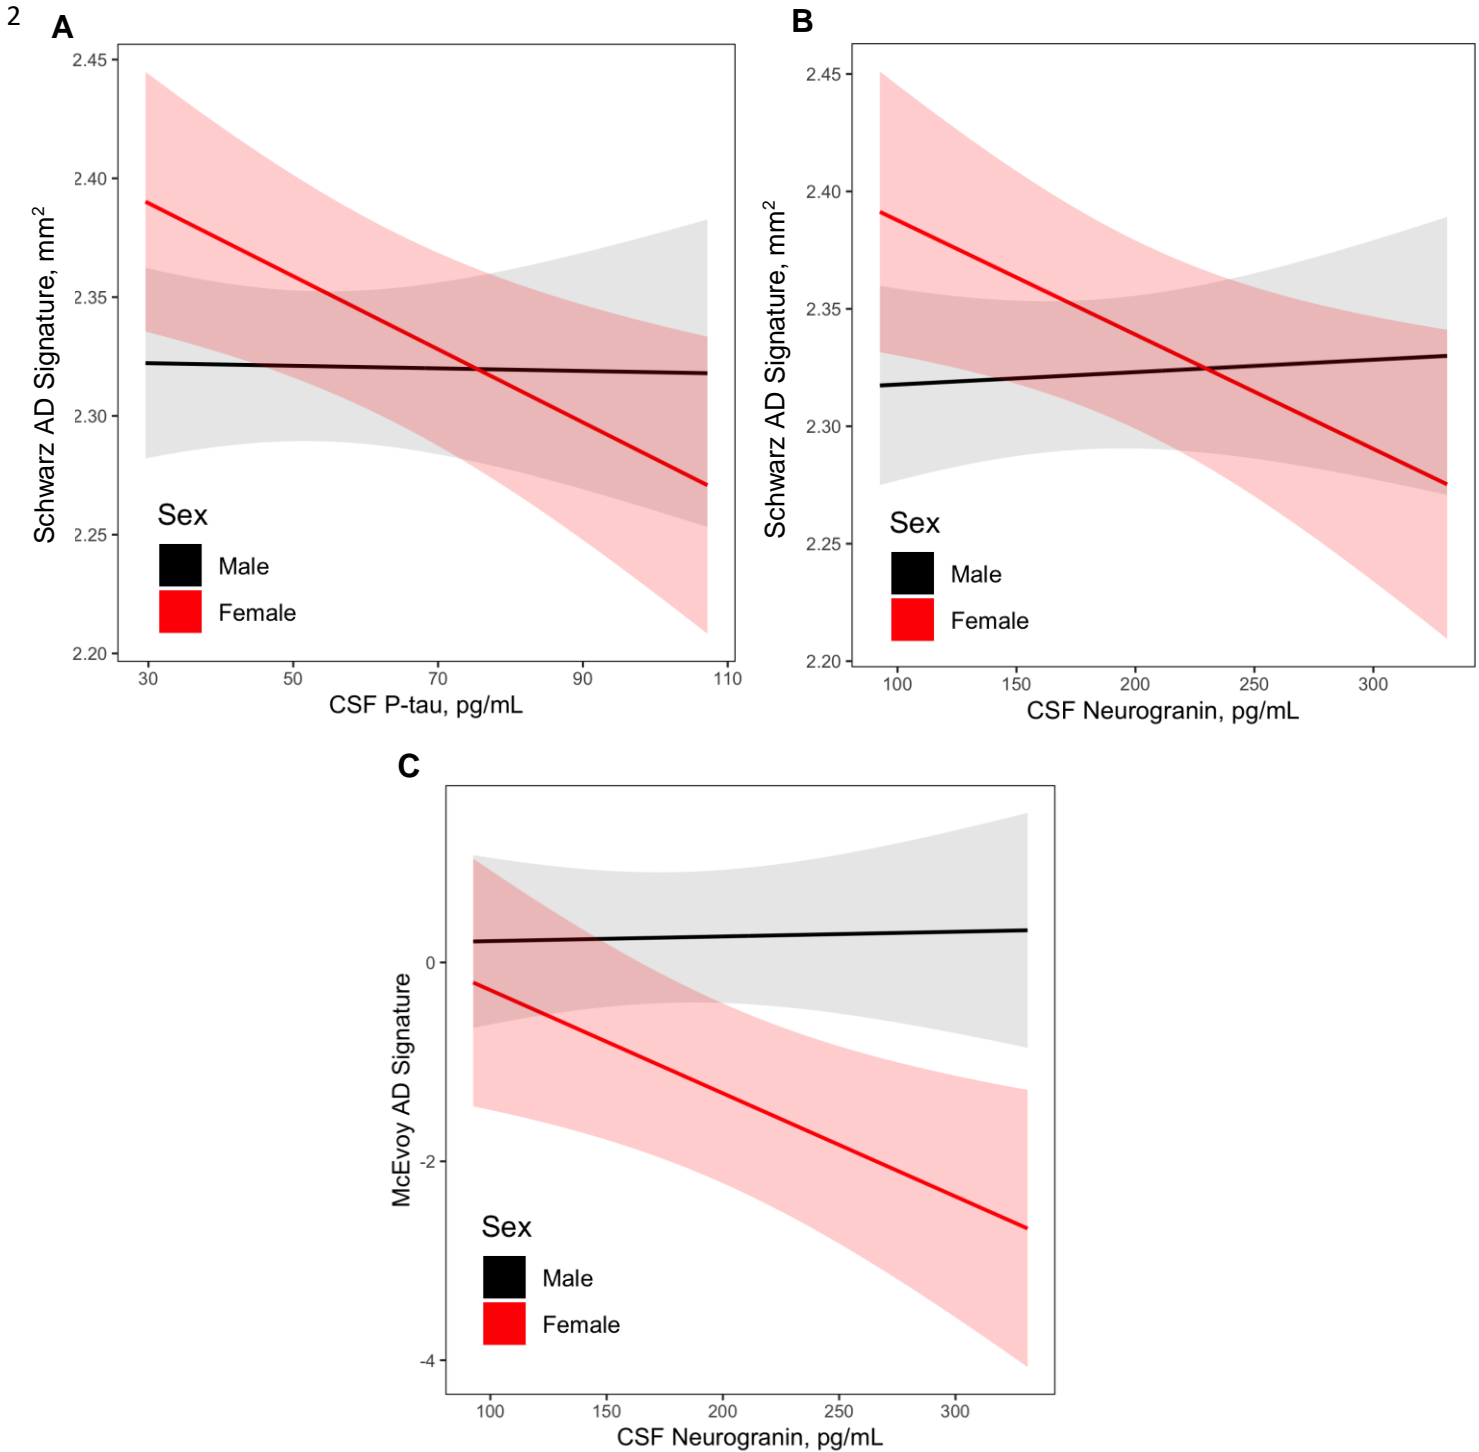 2
A
2.45
2.40
2.35
2.30
2.25
2.20
Schwarz AD Signature, mm²
Sex
Male
Female
30 50 70 90 110
CSF P-tau, pg/mL
B
2.45
2.40
2.35
2.30
2.25
2.20
Schwarz AD Signature, mm²
Sex
Male
Female
100 150 200 250 300
CSF Neurogranin, pg/mL
C
0
-2
-4
McEvoy AD Signature
Sex
Male
Female
100 150 200 250 300
CSF Neurogranin, pg/mL